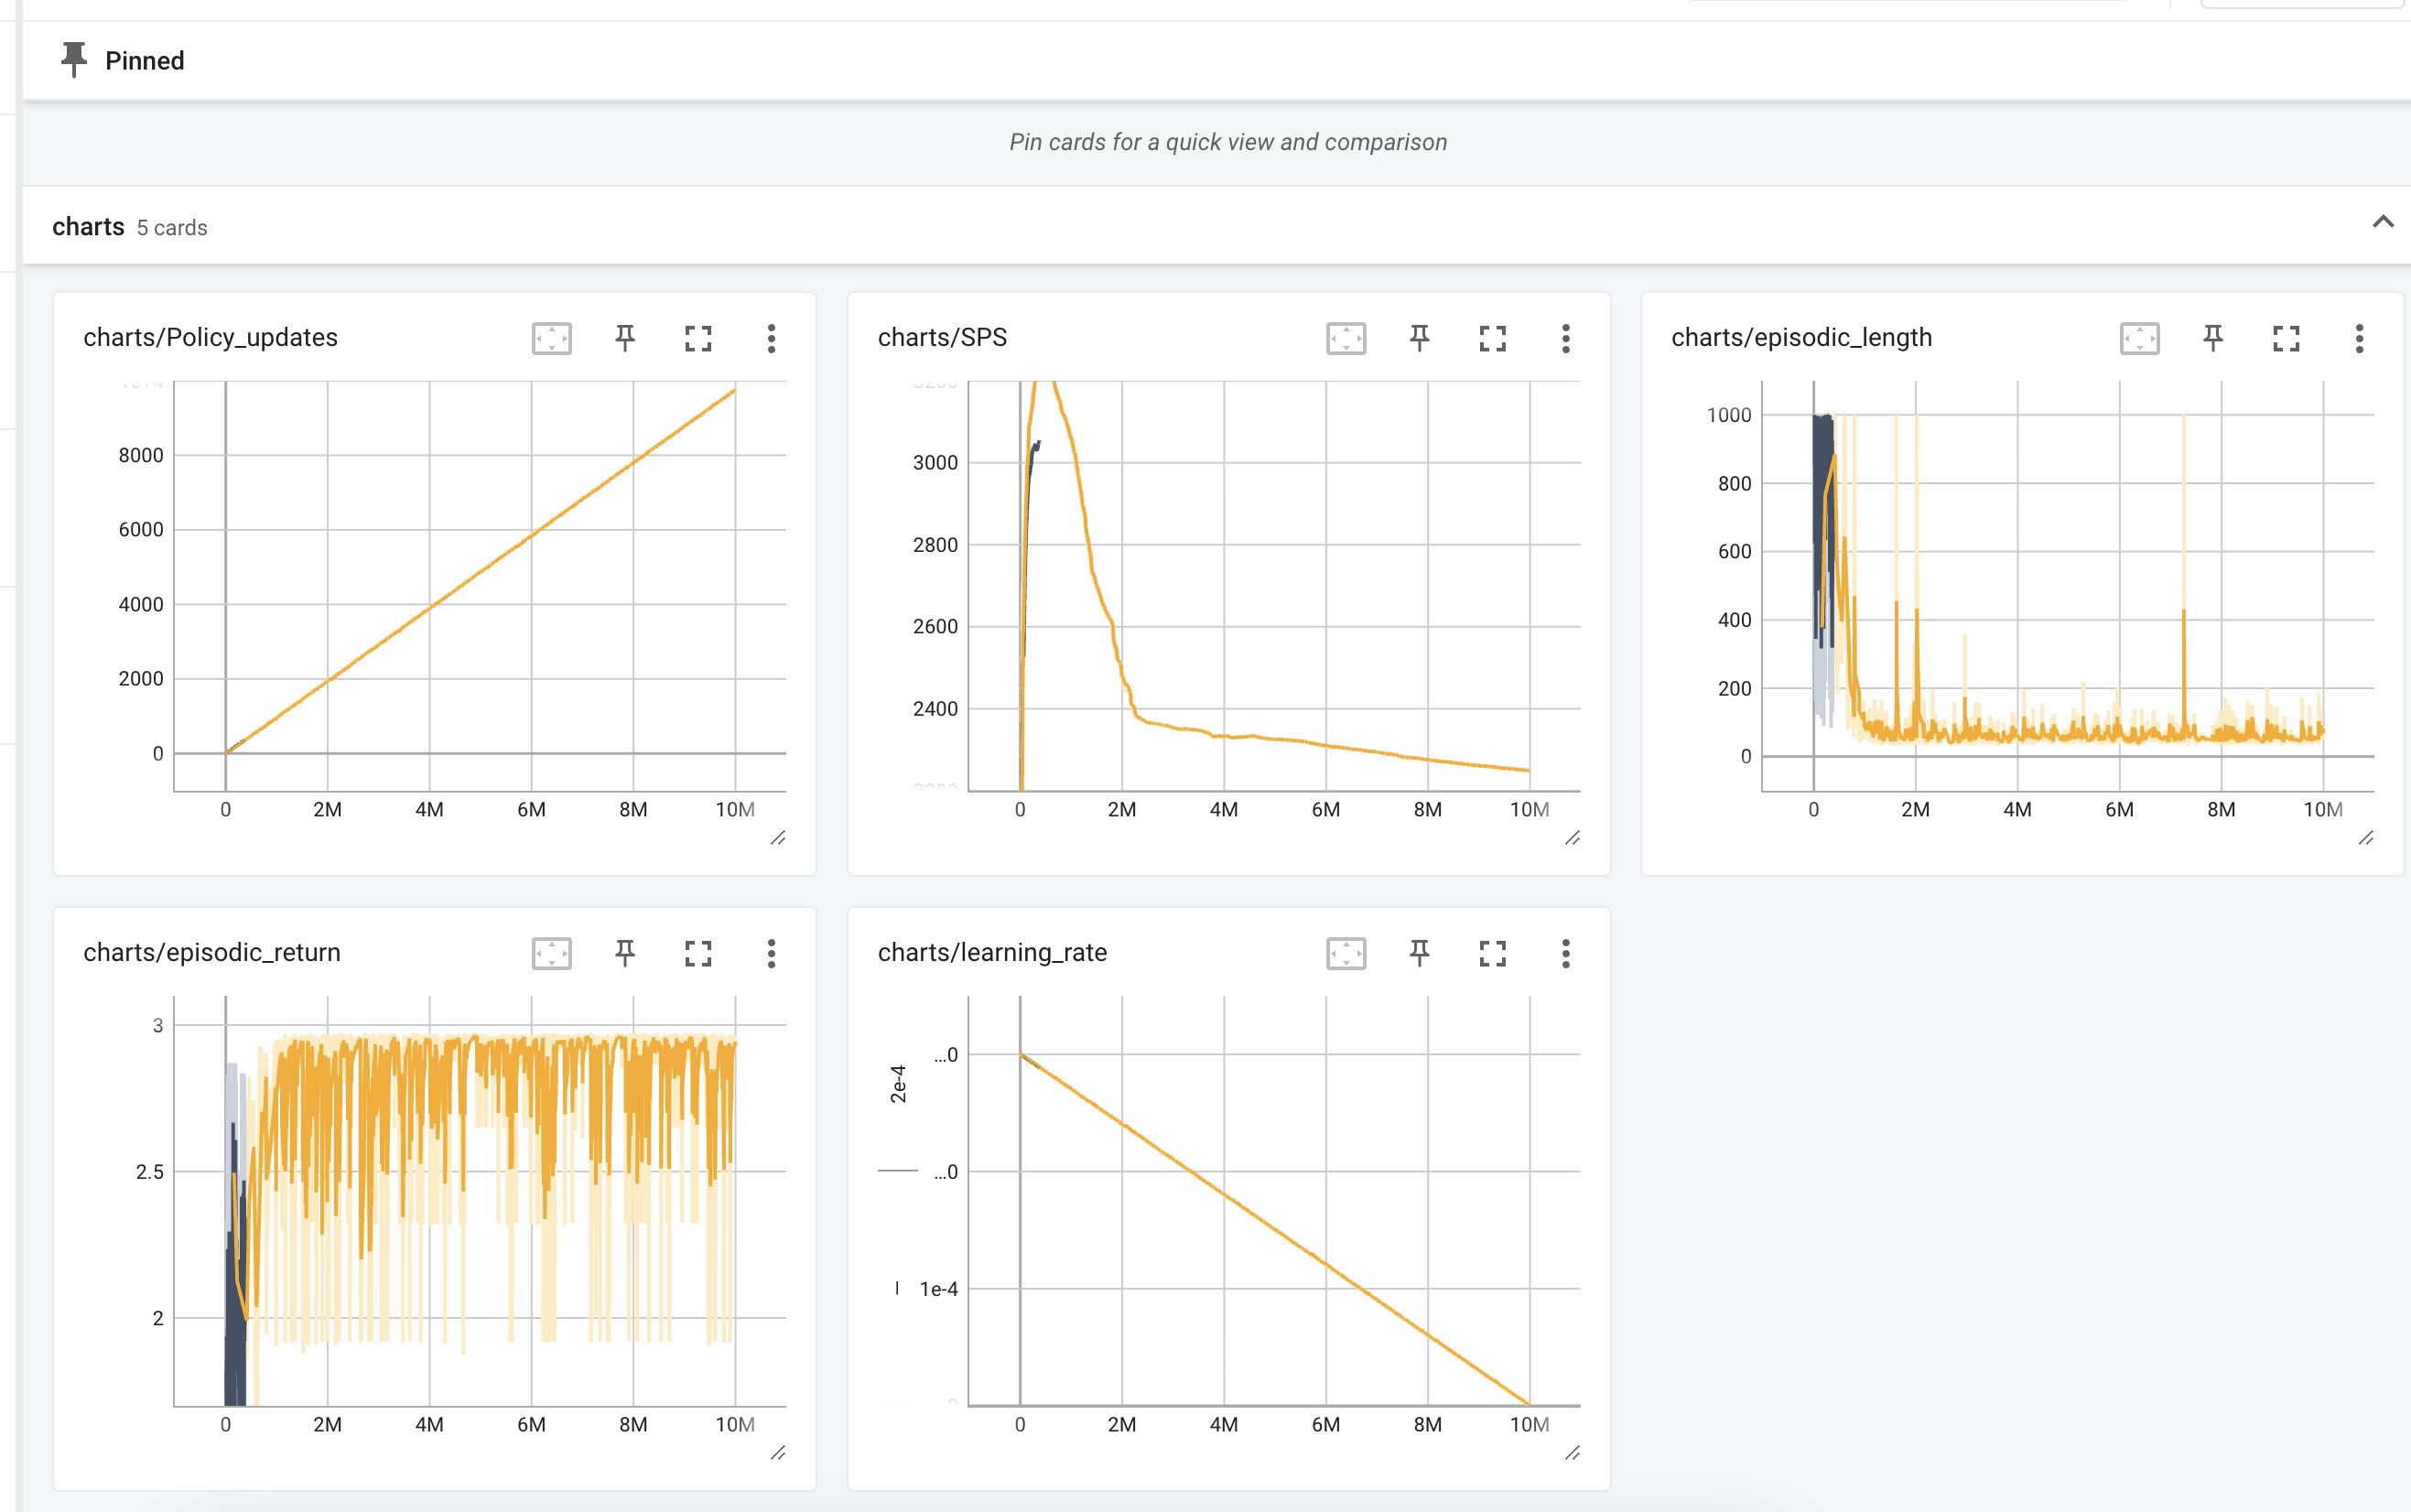 Pinned
Pin cards for a quick view and comparison
charts 5 cards
charts/Policy_updates
8000
6000
4000
2000
0
0 2M 4M 6M 8M 10M
charts/SPS
3000
2800
2600
2400
0 2M 4M 6M 8M 10M
charts/episodic_length
1000
800
600
400
200
0
0 2M 4M 6M 8M 10M
charts/episodic_return
3
2.5
2
0 2M 4M 6M 8M 10M
charts/learning_rate
2e-4
...0
...0
1e-4
0 2M 4M 6M 8M 10M